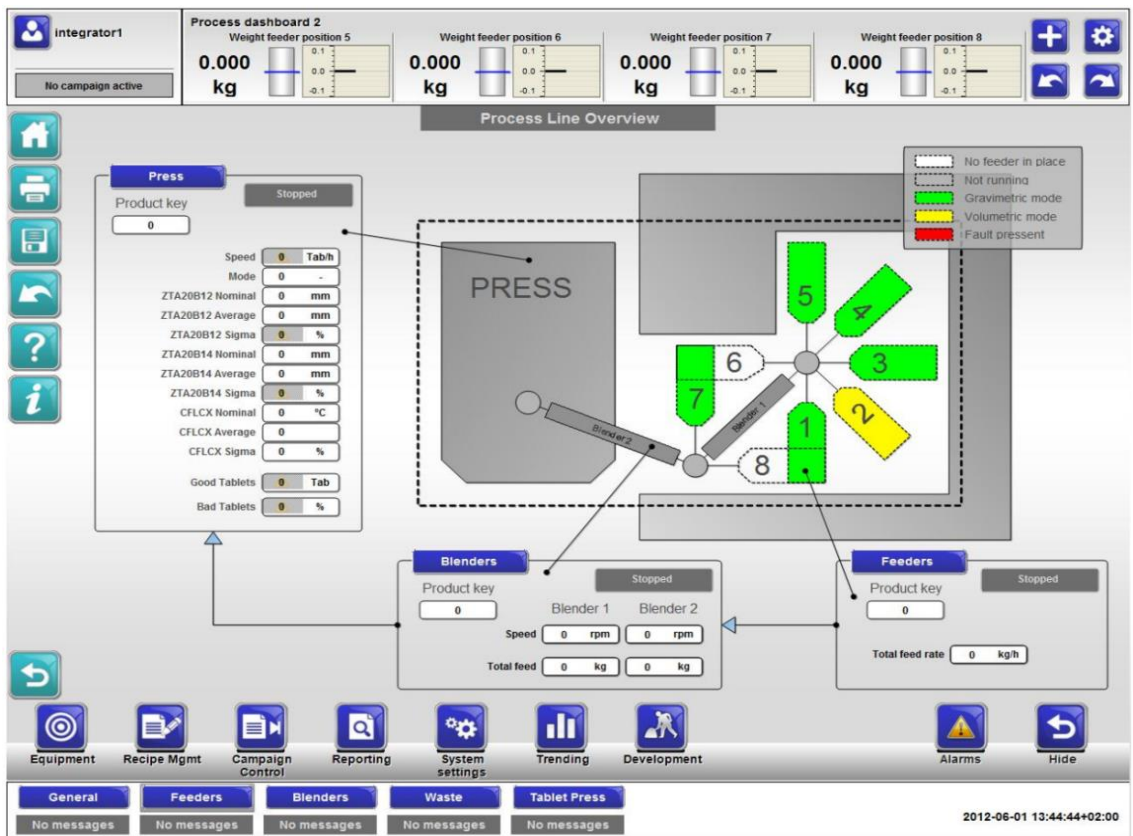 integrator1
No campaign active
Process dashboard 2
Weight feeder position 5
0.000
kg
0.1
0.0
-0.1
Weight feeder position 6
0.000
kg
0.1
0.0
-0.1
Weight feeder position 7
0.000
kg
0.1
0.0
-0.1
Weight feeder position 8
0.000
kg
0.1
0.0
-0.1
Process Line Overview
No feeder in place
Not running
Gravimetric mode
Volumetric mode
Fault pressent
Press
Stopped
Product key
0
Speed 0 Tab/h
Mode 0 -
ZTA20B12 Nominal 0 mm
ZTA20B12 Average 0 mm
ZTA20B12 Sigma 0 %
ZTA20B14 Nominal 0 mm
ZTA20B14 Average 0 mm
ZTA20B14 Sigma 0 %
CFLCX Nominal 0 °C
CFLCX Average 0
CFLCX Sigma 0 %
Good Tablets 0 Tab
Bad Tablets 0 %
PRESS
5
4
3
2
1
6
7
8
Blender 1
Blender 2
Blenders
Stopped
Product key
0
Blender 1 Blender 2
Speed 0 rpm 0 rpm
Total feed 0 kg 0 kg
Feeders
Stopped
Product key
0
Total feed rate 0 kg/h
?
i
Equipment
Recipe Mgmt
Campaign
Control
Reporting
System
settings
Trending
Development
Alarms
Hide
General
No messages
Feeders
No messages
Blenders
No messages
Waste
No messages
Tablet Press
No messages
2012-06-01 13:44:44+02:00